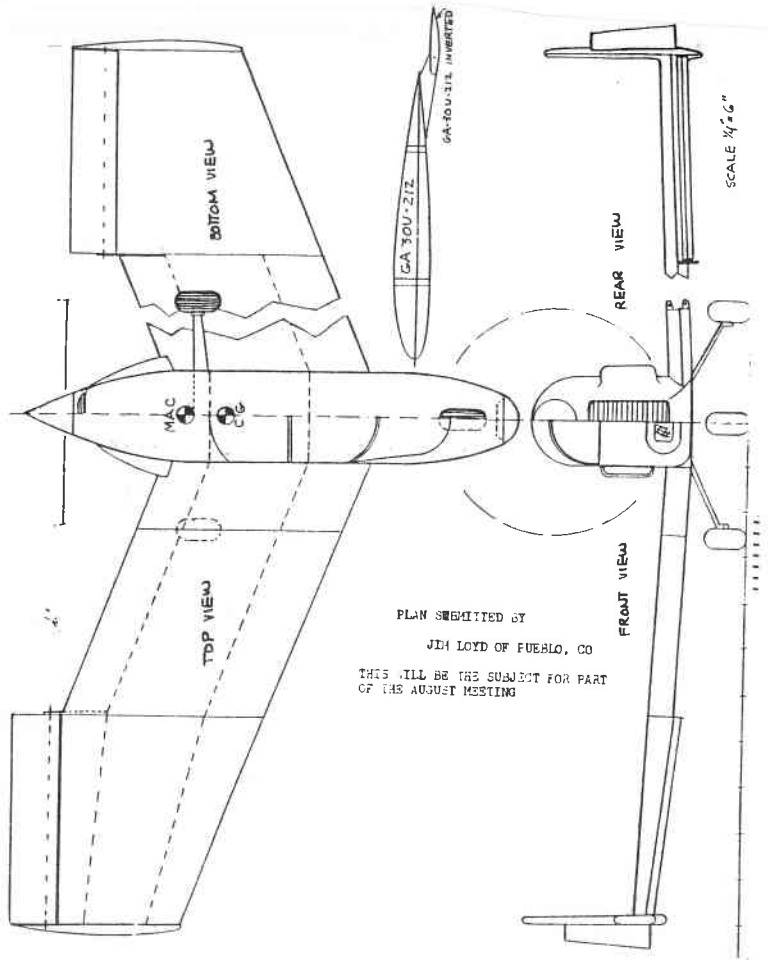 BOTTOM VIEW
GA 30U-212
GA-30U-212 INVERTED
SCALE ¼"=6"
REAR VIEW
MAC
CG
TOP VIEW
FRONT VIEW
PLAN SUBMITTED BY
JIM LOYD OF PUEBLO, CO
THIS WILL BE THE SUBJECT FOR PART
OF THE AUGUST MEETING